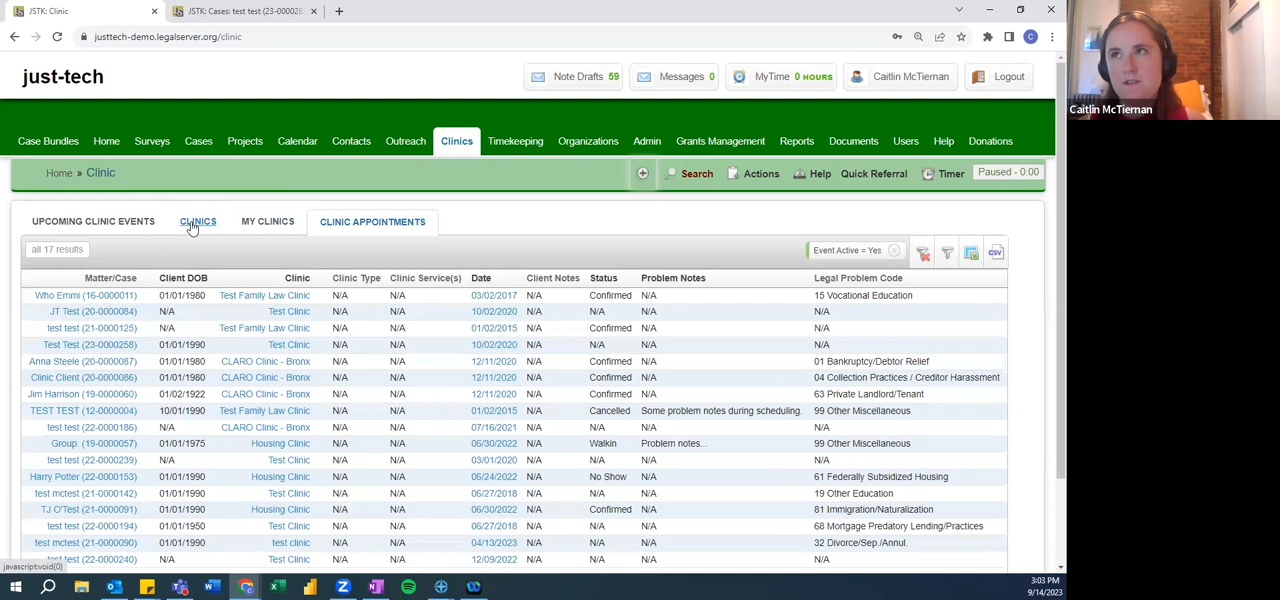 JSTK: Clinic
JSTK: Cases: test test (23-000028
justtech-demo.legalserver.org/clinic
just-tech
Note Drafts 59
Messages 0
MyTime 0 HOURS
Caitlin McTiernan
Logout
Case Bundles Home Surveys Cases Projects Calendar Contacts Outreach Clinics Timekeeping Organizations Admin Grants Management Reports Documents Users Help Donations
Home » Clinic
Search Actions Help Quick Referral Timer Paused - 0:00
UPCOMING CLINIC EVENTS CLINICS MY CLINICS CLINIC APPOINTMENTS
all 17 results
Event Active = Yes
CSV
Matter/Case Client DOB Clinic Clinic Type Clinic Service(s) Date Client Notes Status Problem Notes Legal Problem Code
Who Emmi (16-0000011) 01/01/1980 Test Family Law Clinic N/A N/A 03/02/2017 N/A Confirmed N/A 15 Vocational Education
JT Test (20-0000084) N/A Test Clinic N/A N/A 10/02/2020 N/A N/A N/A N/A
test test (21-0000125) N/A Test Family Law Clinic N/A N/A 01/02/2015 N/A Confirmed N/A N/A
Test Test (23-0000258) 01/01/1990 Test Clinic N/A N/A 10/02/2020 N/A N/A N/A N/A
Anna Steele (20-0000087) 01/01/1980 CLARO Clinic - Bronx N/A N/A 12/11/2020 N/A Confirmed N/A 01 Bankruptcy/Debtor Relief
Clinic Client (20-0000086) 01/01/1980 CLARO Clinic - Bronx N/A N/A 12/11/2020 N/A Confirmed N/A 04 Collection Practices / Creditor Harassment
Jim Harrison (19-0000060) 01/02/1922 CLARO Clinic - Bronx N/A N/A 12/11/2020 N/A Confirmed N/A 63 Private Landlord/Tenant
TEST TEST (12-0000004) 10/01/1990 Test Family Law Clinic N/A N/A 01/02/2015 N/A Cancelled Some problem notes during scheduling. 99 Other Miscellaneous
test test (22-0000186) N/A CLARO Clinic - Bronx N/A N/A 07/16/2021 N/A N/A N/A N/A
Group: (19-0000057) 01/01/1975 Housing Clinic N/A N/A 06/30/2022 N/A Walkin Problem notes... 99 Other Miscellaneous
test test (22-0000239) N/A Test Clinic N/A N/A 03/01/2020 N/A N/A N/A N/A
Harry Potter (22-0000153) 01/01/1990 Housing Clinic N/A N/A 06/24/2022 N/A No Show N/A 61 Federally Subsidized Housing
test mctest (21-0000142) 01/01/1990 Test Clinic N/A N/A 06/27/2018 N/A N/A N/A 19 Other Education
TJ O'Test (21-0000091) 01/01/1990 Housing Clinic N/A N/A 06/30/2022 N/A Confirmed N/A 81 Immigration/Naturalization
test test (22-0000194) 01/01/1950 Test Clinic N/A N/A 06/27/2018 N/A N/A N/A 68 Mortgage Predatory Lending/Practices
test mctest (21-0000090) 01/01/1990 test clinic N/A N/A 04/13/2023 N/A N/A N/A 32 Divorce/Sep./Annul.
test test (22-0000240) N/A Test Clinic N/A N/A 12/09/2022 N/A N/A N/A N/A
javascript:void(0)
3:03 PM
9/14/2023
Caitlin McTiernan